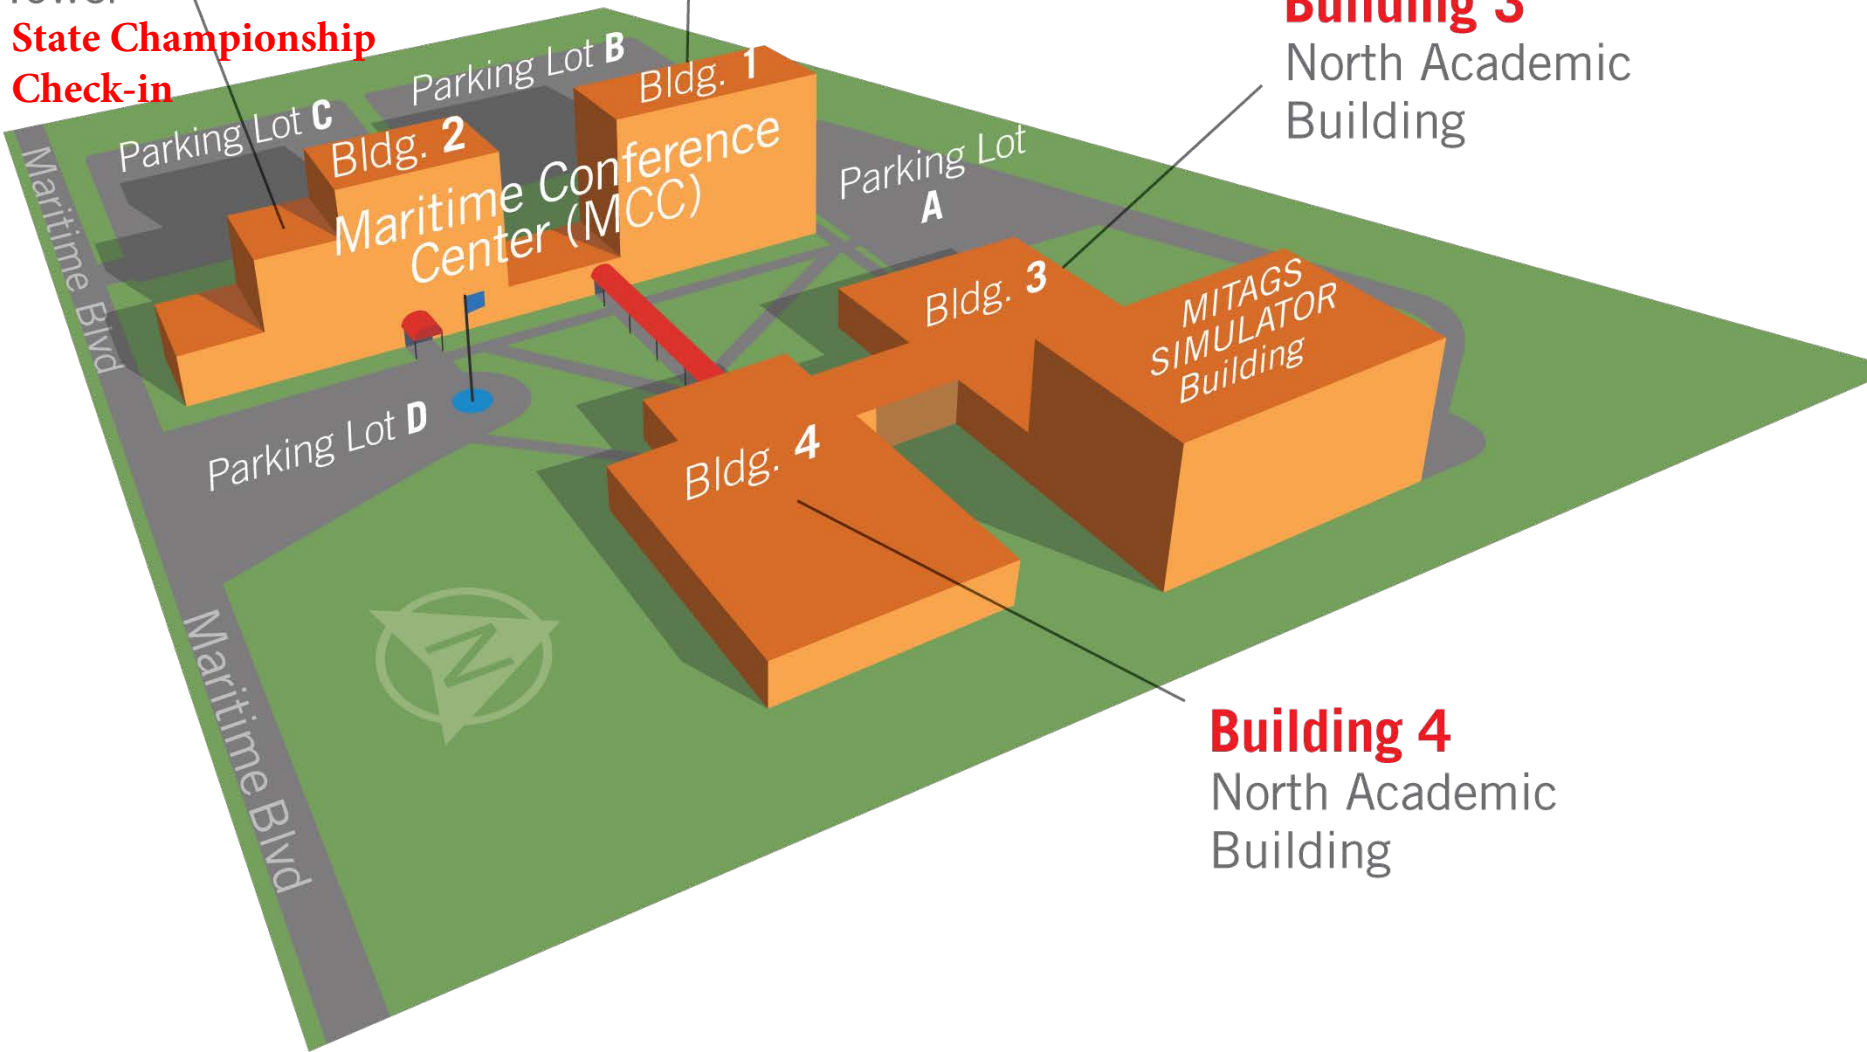 Tower
State Championship
Check-in
Building 3
North Academic
Building
Parking Lot B
Bldg. 1
Parking Lot C
Bldg. 2
Maritime Conference
Center (MCC)
Parking Lot
A
Maritime Blvd
Bldg. 3
MITAGS
SIMULATOR
Building
Parking Lot D
Bldg. 4
N
Maritime Blvd
Building 4
North Academic
Building